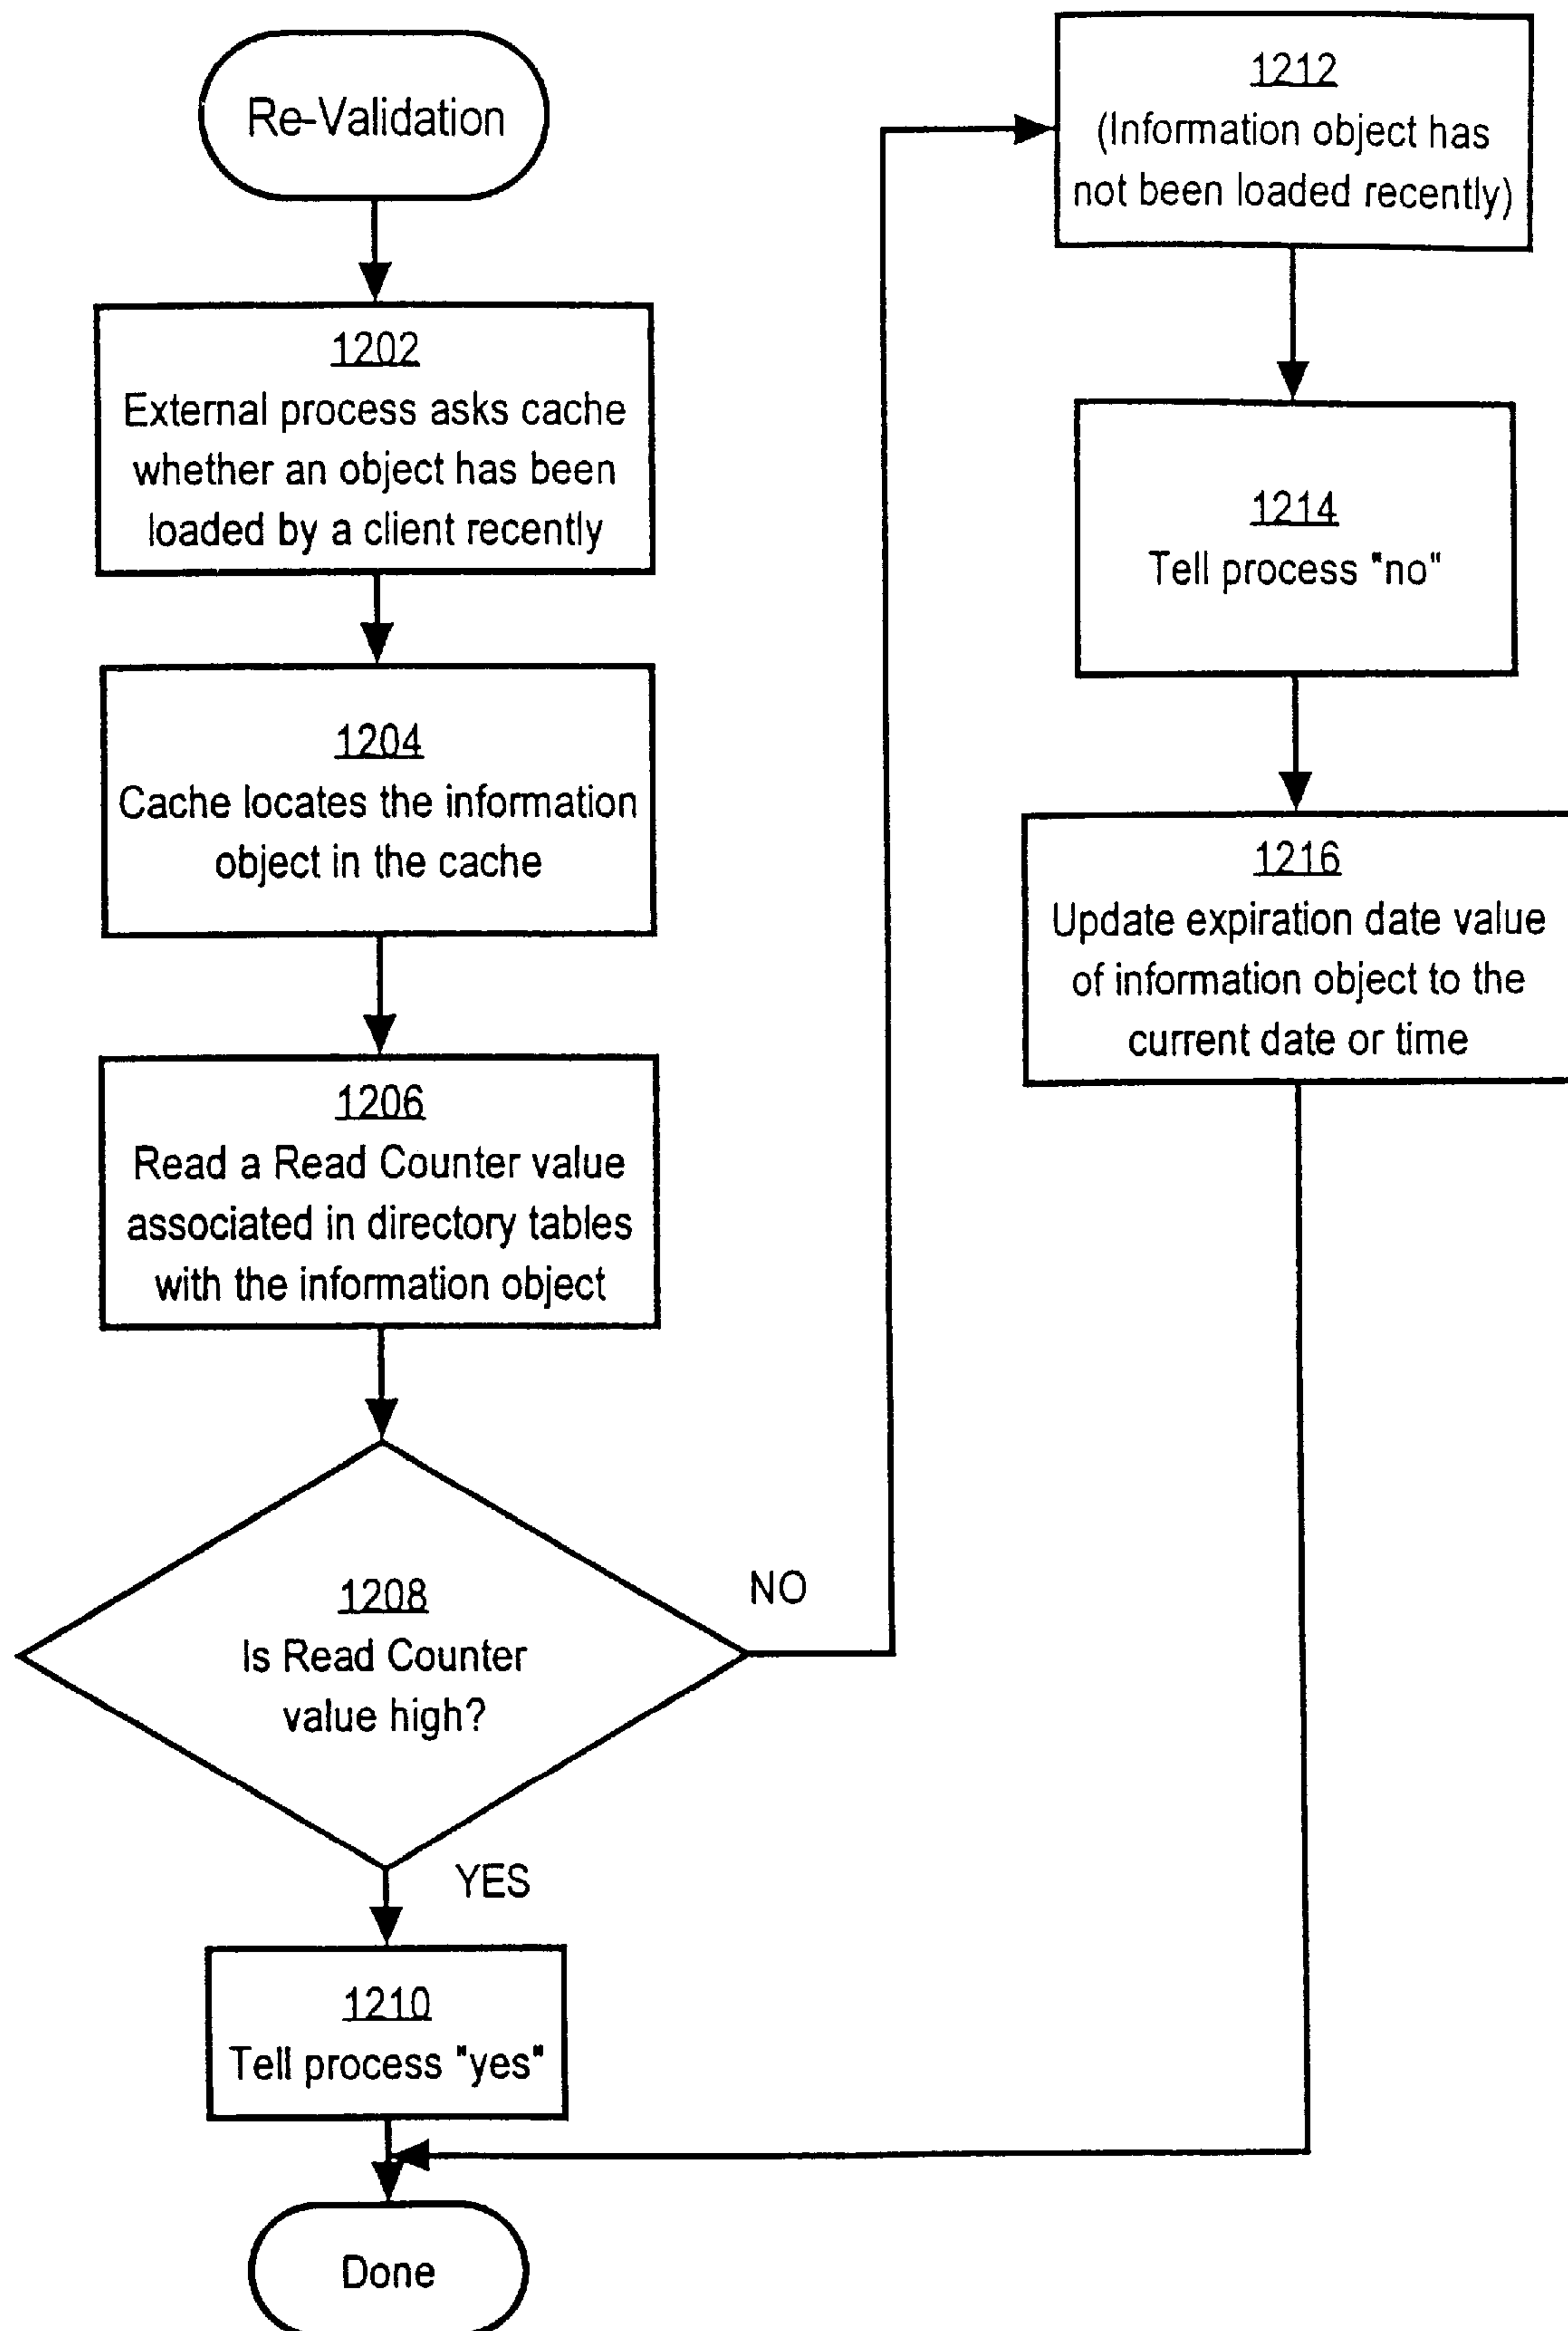 Re-Validation
1202
External process asks cache
whether an object has been
loaded by a client recently
1204
Cache locates the information
object in the cache
1206
Read a Read Counter value
associated in directory tables
with the information object
1208
Is Read Counter
value high?
NO
YES
1210
Tell process "yes"
Done
1212
(Information object has
not been loaded recently)
1214
Tell process "no"
1216
Update expiration date value
of information object to the
current date or time